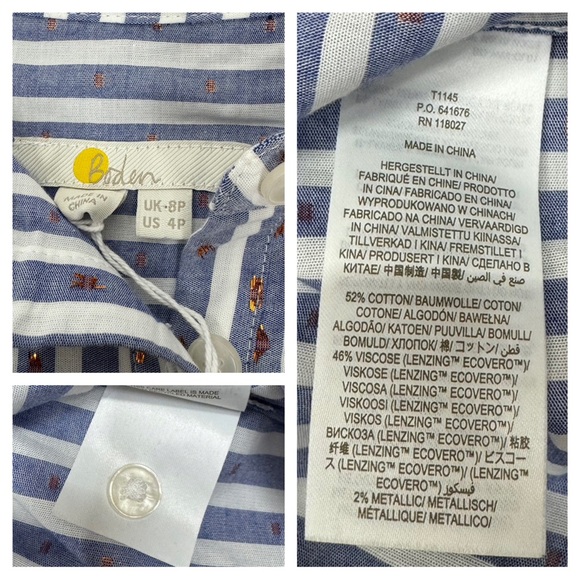 Boden
MADE IN
CHINA
UK•8P
US 4P
LABEL IS MADE
MATERIAL
T1145
P.O. 641676
RN 118027
MADE IN CHINA
HERGESTELLT IN CHINA/
FABRIQUÉ EN CHINE/ PRODOTTO
IN CINA/ FABRICADO EN CHINA/
FABRICADO NA CHINA/ VERVAARDIGD
IN CHINA/ WYPRODUKOWANO W CHINACH/
VALMISTETTU KIINASSA/
TILLVERKAD I KINA/ FREMSTILLET I
KINA/ PRODUSERT I KINA/ СДЕЛАНО В
КИТАЕ/ 中国制造/ 中国製/ صنع في الصين
52% COTTON/ BAUMWOLLE/ COTON/
COTONE/ ALGODÓN/ BAWEŁNA/
ALGODÃO/ KATOEN/ PUUVILLA/ BOMULL/
BOMULD/ ХЛОПОК/ 棉/ コットン/ قطن
46% VISCOSE (LENZING™ ECOVERO™)/
VISKOSE (LENZING™ ECOVERO™)/
VISCOSA (LENZING™ ECOVERO™)/
VISKOOSI (LENZING™ ECOVERO™)/
VISKOS (LENZING™ ECOVERO™)/
ВИСКОЗА (LENZING™ ECOVERO™)/ 粘胶
纤维 (LENZING™ ECOVERO™)/ ビスコー
ス (LENZING™ ECOVERO™)/ (LENZING™
ECOVERO™) فيسكوز
2% METALLIC/ METALLISCH/
MÉTALLIQUE/ METALLICO/